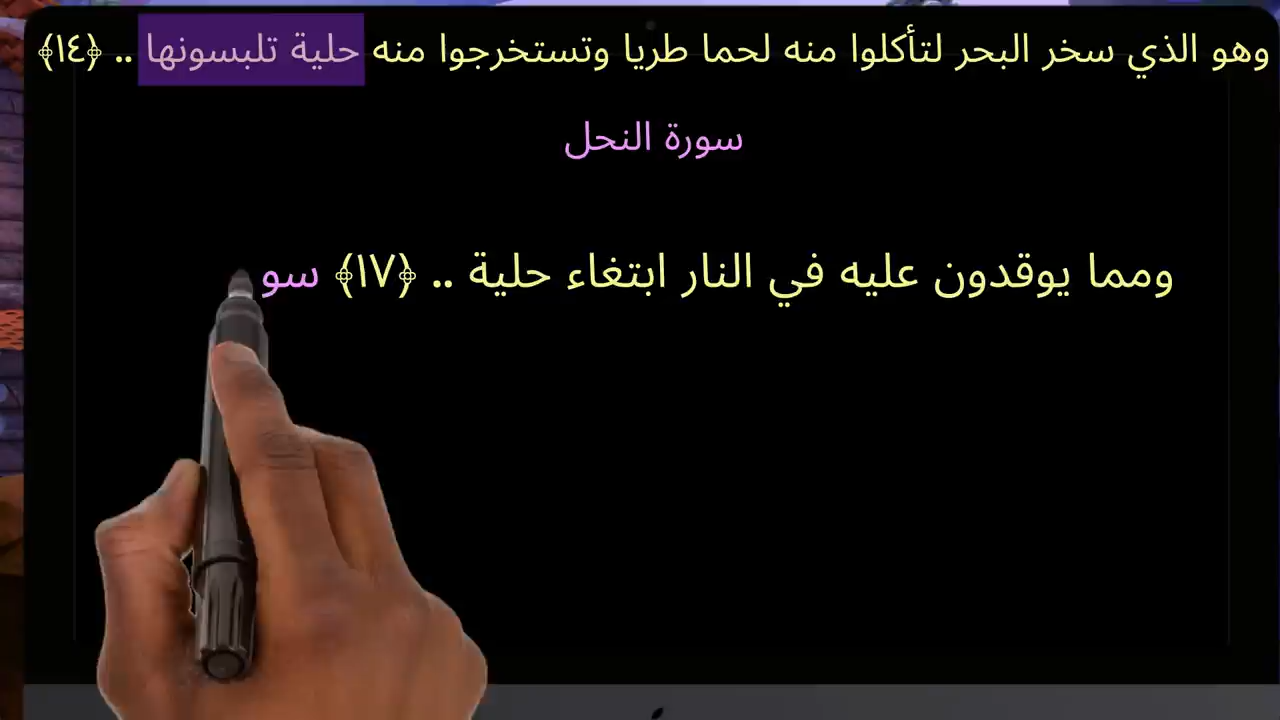 وهو الذي سخر البحر لتأكلوا منه لحما طريا وتستخرجوا منه حلية تلبسونها .. ﴿١٤﴾
سورة النحل
ومما يوقدون عليه في النار ابتغاء حلية .. ﴿١٧﴾ سو